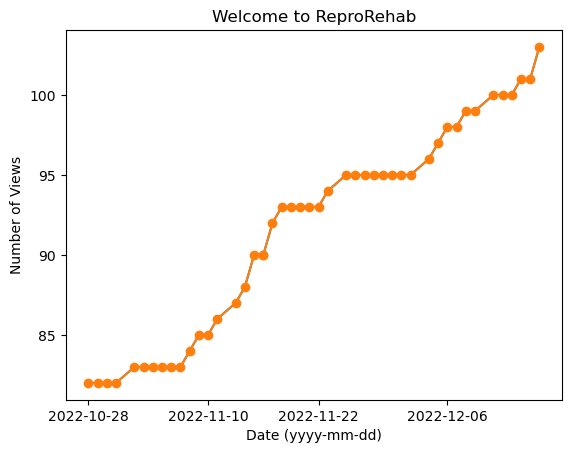 Welcome to ReproRehab
Number of Views
100
95
90
85
2022-10-28 2022-11-10 2022-11-22 2022-12-06
Date (yyyy-mm-dd)